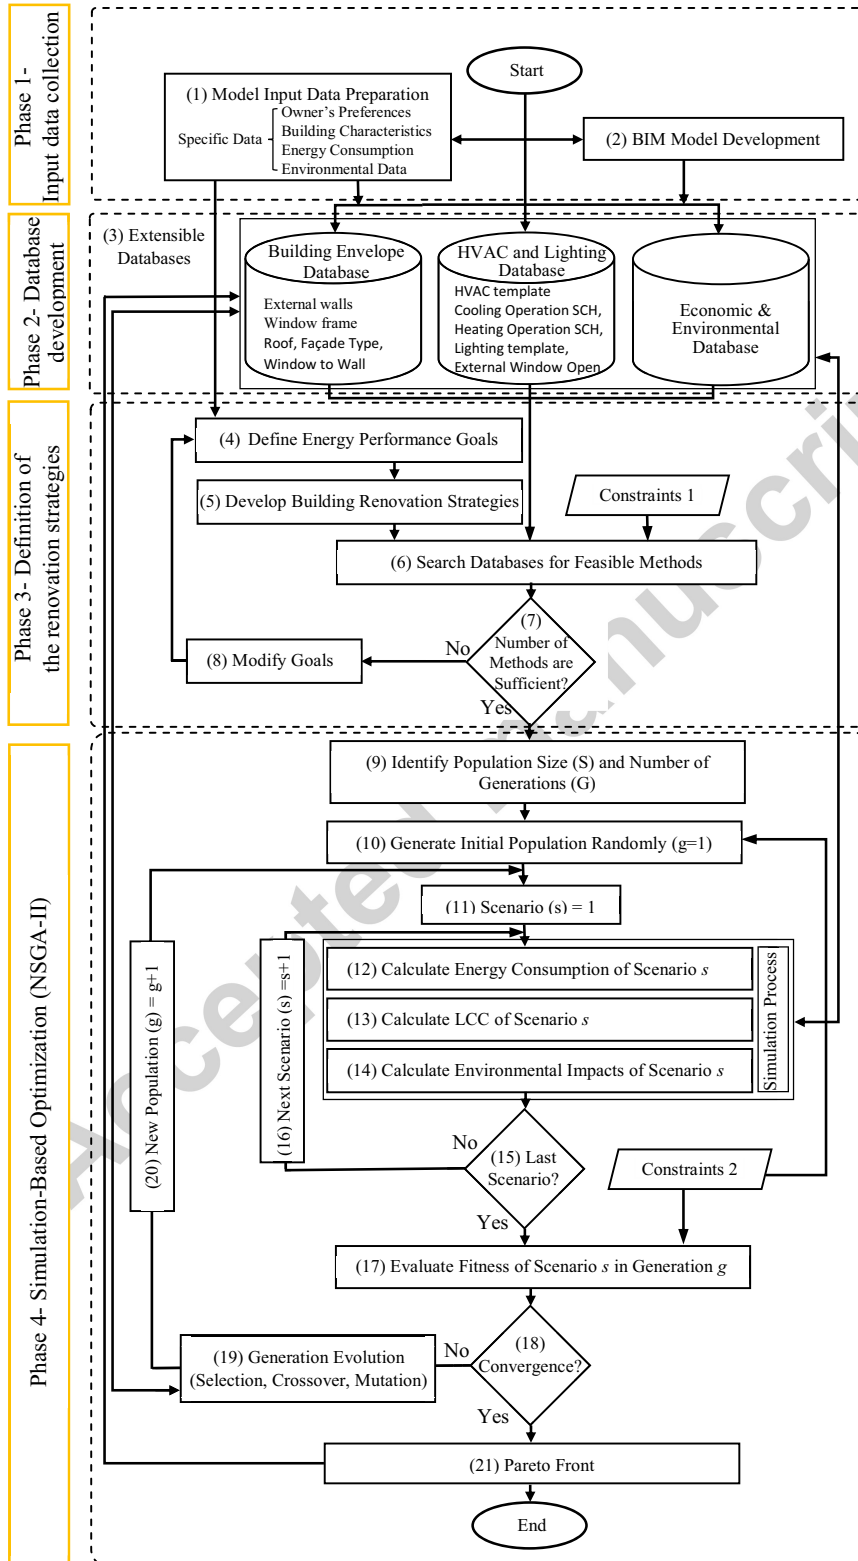 Phase 1-
Input data collection
Start
(1) Model Input Data Preparation
Specific Data
Owner's Preferences
Building Characteristics
Energy Consumption
Environmental Data
(2) BIM Model Development
Phase 2- Database
development
(3) Extensible
Databases
Building Envelope
Database
External walls
Window frame
Roof, Façade Type,
Window to Wall
HVAC and Lighting
Database
HVAC template
Cooling Operation SCH,
Heating Operation SCH,
Lighting template,
External Window Open
Economic &
Environmental
Database
Phase 3- Definition of
the renovation strategies
(4) Define Energy Performance Goals
(5) Develop Building Renovation Strategies
Constraints 1
(6) Search Databases for Feasible Methods
(7)
Number of
Methods are
Sufficient?
No
(8) Modify Goals
Yes
Phase 4- Simulation-Based Optimization (NSGA-II)
(9) Identify Population Size (S) and Number of
Generations (G)
(10) Generate Initial Population Randomly (g=1)
(11) Scenario (s) = 1
(12) Calculate Energy Consumption of Scenario s
(13) Calculate LCC of Scenario s
(14) Calculate Environmental Impacts of Scenario s
Simulation Process
(15) Last
Scenario?
No
(16) Next Scenario (s) =s+1
Yes
Constraints 2
(17) Evaluate Fitness of Scenario s in Generation g
(18)
Convergence?
No
(19) Generation Evolution
(Selection, Crossover, Mutation)
(20) New Population (g) = g+1
Yes
(21) Pareto Front
End
Accepted Manuscript